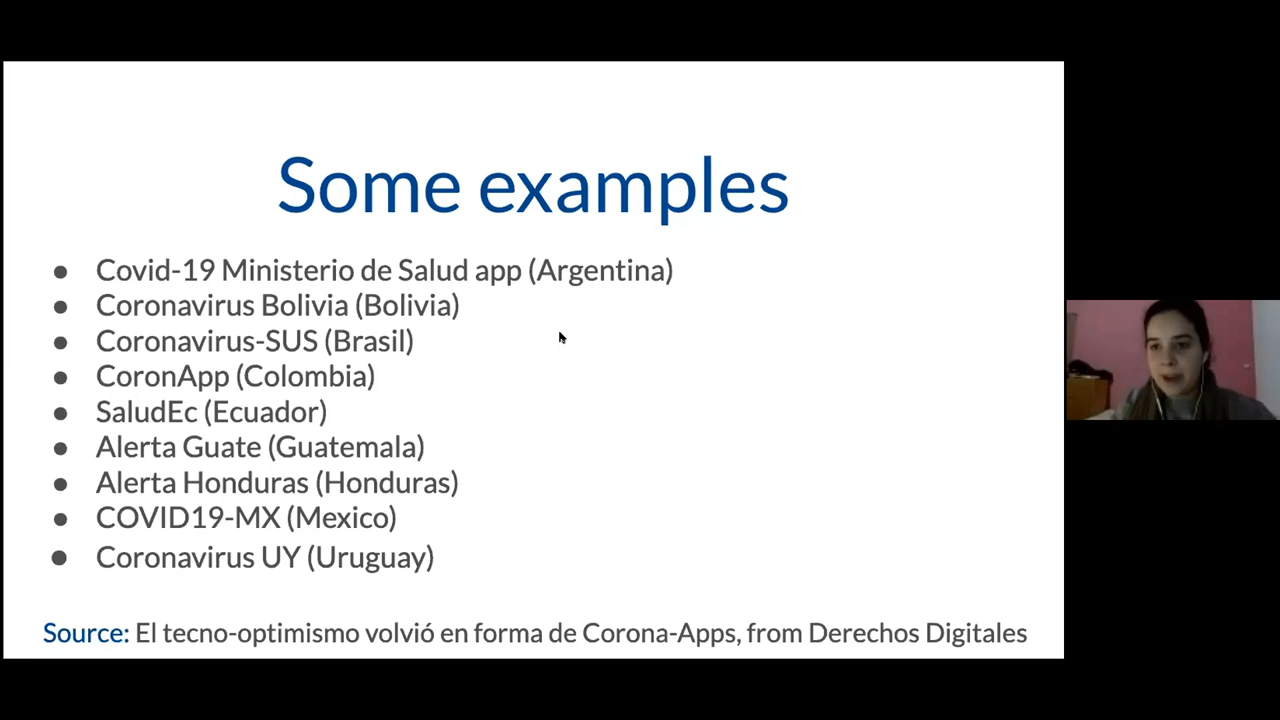 Some examples
● Covid-19 Ministerio de Salud app (Argentina)
● Coronavirus Bolivia (Bolivia)
● Coronavirus-SUS (Brasil)
● CoronApp (Colombia)
● SaludEc (Ecuador)
● Alerta Guate (Guatemala)
● Alerta Honduras (Honduras)
● COVID19-MX (Mexico)
● Coronavirus UY (Uruguay)
Source: El tecno-optimismo volvió en forma de Corona-Apps, from Derechos Digitales